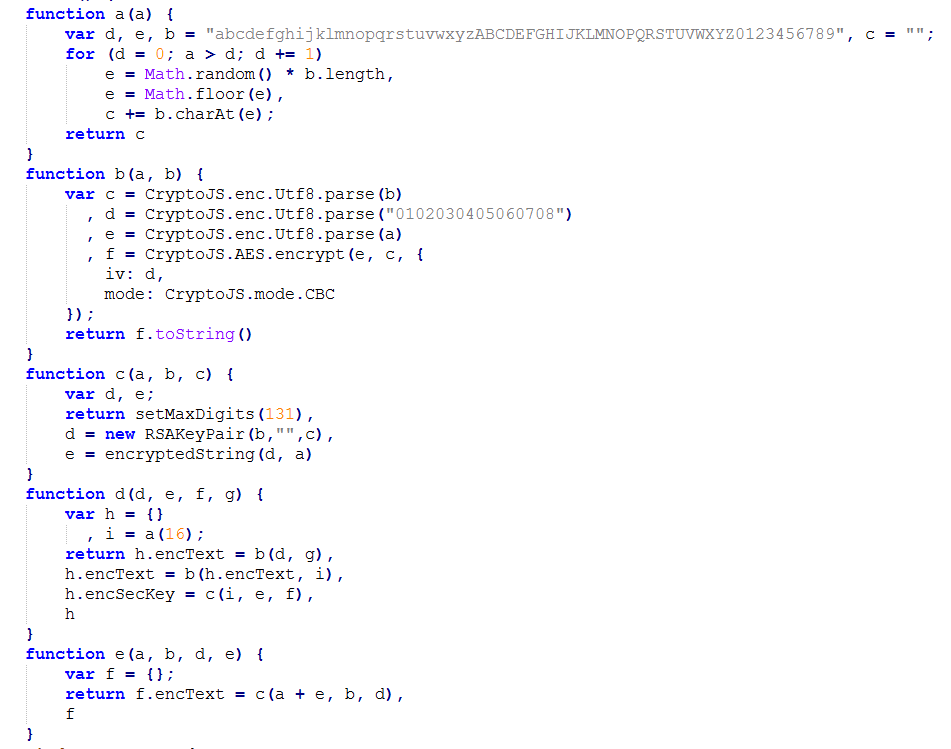 function a(a) {
    var d, e, b = "abcdefghijklmnopqrstuvwxyzABCDEFGHIJKLMNOPQRSTUVWXYZ0123456789", c = "";
    for (d = 0; a > d; d += 1)
        e = Math.random() * b.length,
        e = Math.floor(e),
        c += b.charAt(e);
    return c
}
function b(a, b) {
    var c = CryptoJS.enc.Utf8.parse(b)
      , d = CryptoJS.enc.Utf8.parse("0102030405060708")
      , e = CryptoJS.enc.Utf8.parse(a)
      , f = CryptoJS.AES.encrypt(e, c, {
        iv: d,
        mode: CryptoJS.mode.CBC
    });
    return f.toString()
}
function c(a, b, c) {
    var d, e;
    return setMaxDigits(131),
    d = new RSAKeyPair(b,"",c),
    e = encryptedString(d, a)
}
function d(d, e, f, g) {
    var h = {}
      , i = a(16);
    return h.encText = b(d, g),
    h.encText = b(h.encText, i),
    h.encSecKey = c(i, e, f),
    h
}
function e(a, b, d, e) {
    var f = {};
    return f.encText = c(a + e, b, d),
    f
}